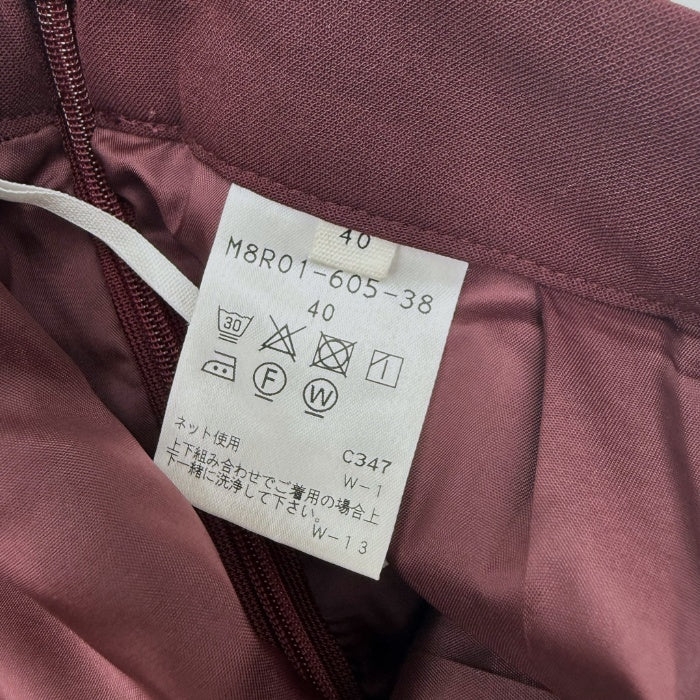 40
M8R01-605-38
40
30
F
W
ネット使用
C347
W-1
上下組み合わせでご着用の場合上
下一緒に洗浄して下さい。
W-13